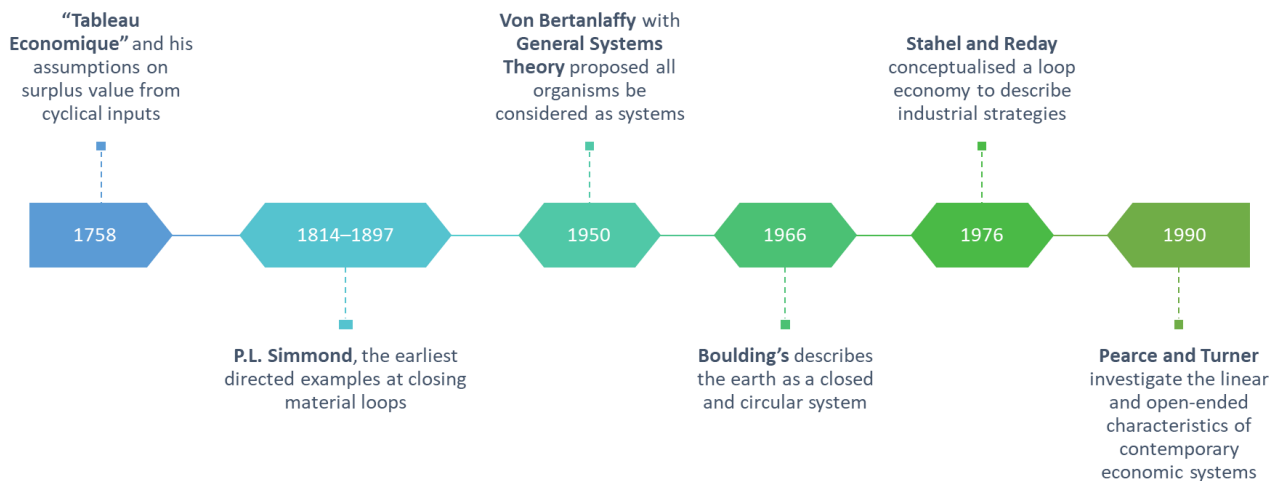 “Tableau
Economique” and his
assumptions on
surplus value from
cyclical inputs
Von Bertanlaffy with
General Systems
Theory proposed all
organisms be
considered as systems
Stahel and Reday
conceptualised a loop
economy to describe
industrial strategies
1758
1814–1897
1950
1966
1976
1990
P.L. Simmond, the earliest
directed examples at closing
material loops
Boulding’s describes
the earth as a closed
and circular system
Pearce and Turner
investigate the linear
and open-ended
characteristics of
contemporary
economic systems